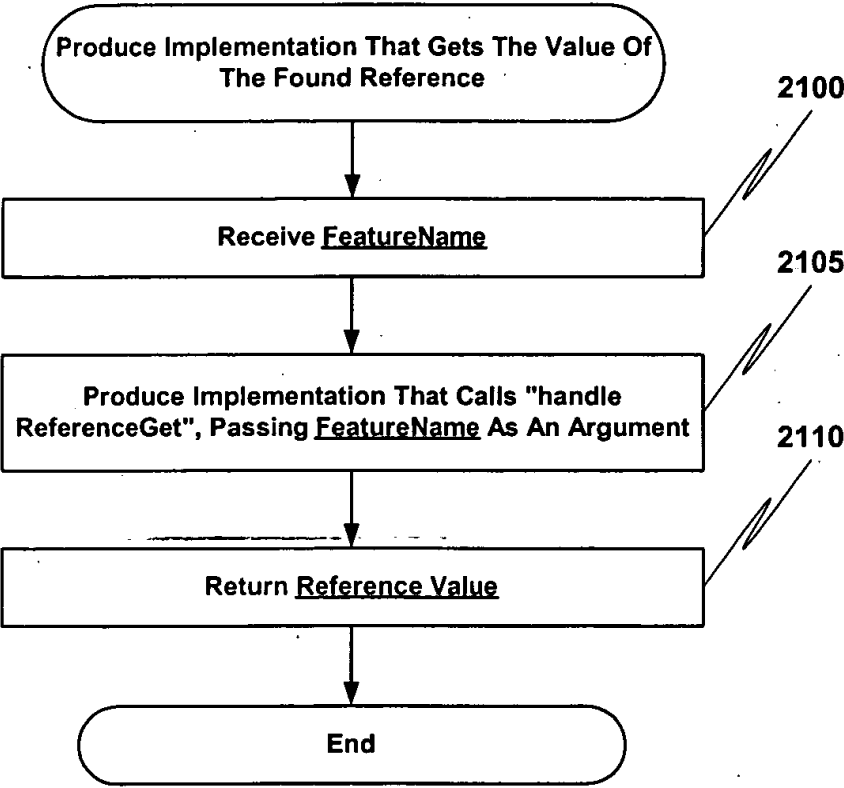 Produce Implementation That Gets The Value Of
The Found Reference
2100
Receive FeatureName
2105
Produce Implementation That Calls "handle
ReferenceGet", Passing FeatureName As An Argument
2110
Return Reference Value
End